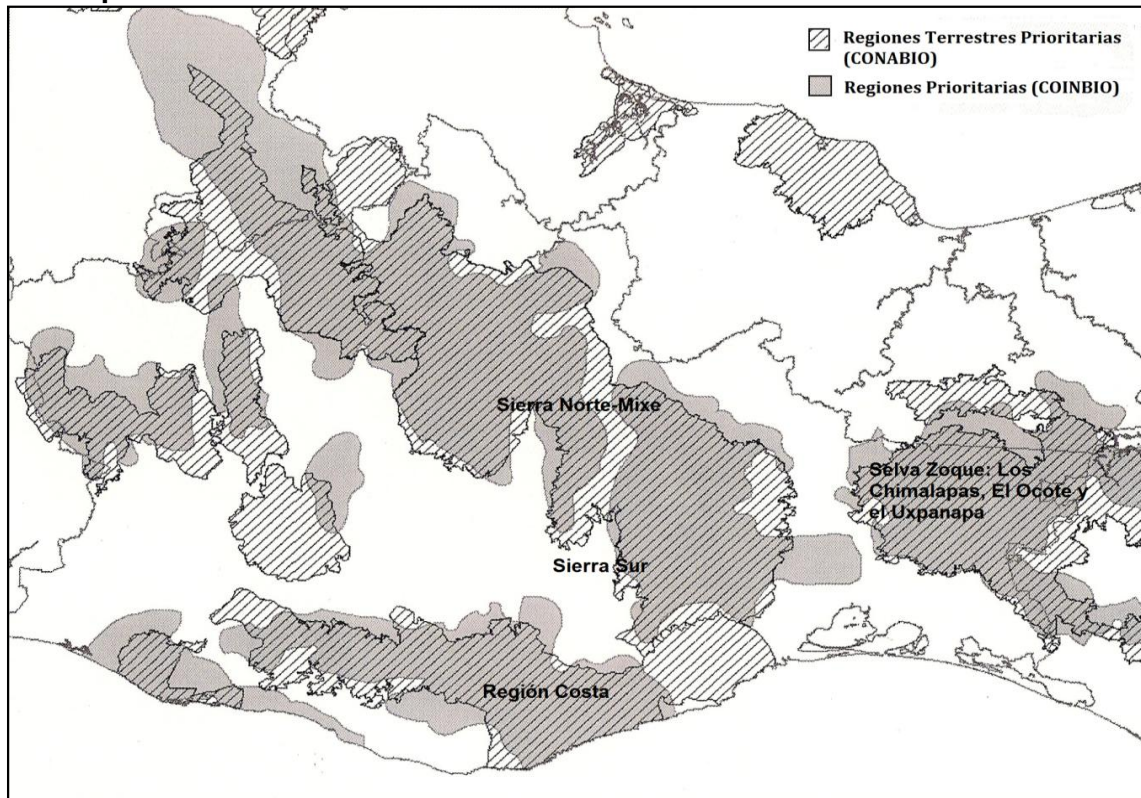 Regiones Terrestres Prioritarias
(CONABIO)
Regiones Prioritarias (COINBIO)
Sierra Norte-Mixe
Selva Zoque: Los
Chimalapas, El Ocote y
el Uxpanapa
Sierra Sur
Región Costa